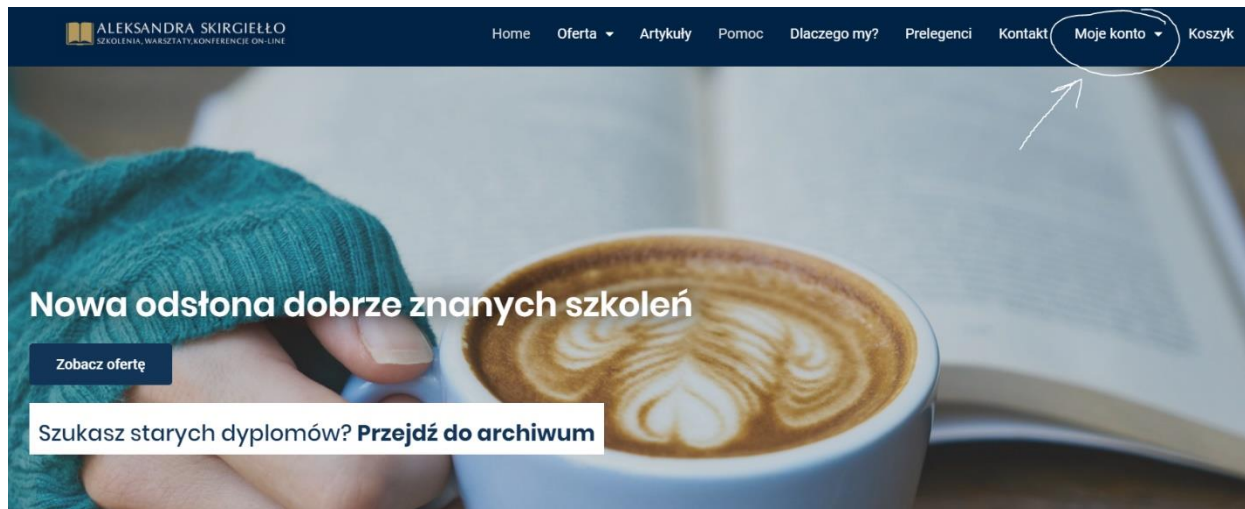 ALEKSANDRA SKIRGIEŁŁO
SZKOLENIA, WARSZTATY,KONFERENCJE ON-LINE
Home Oferta Artykuły Pomoc Dlaczego my? Prelegenci Kontakt Moje konto Koszyk
Nowa odsłona dobrze znanych szkoleń
Zobacz ofertę
Szukasz starych dyplomów? Przejdź do archiwum